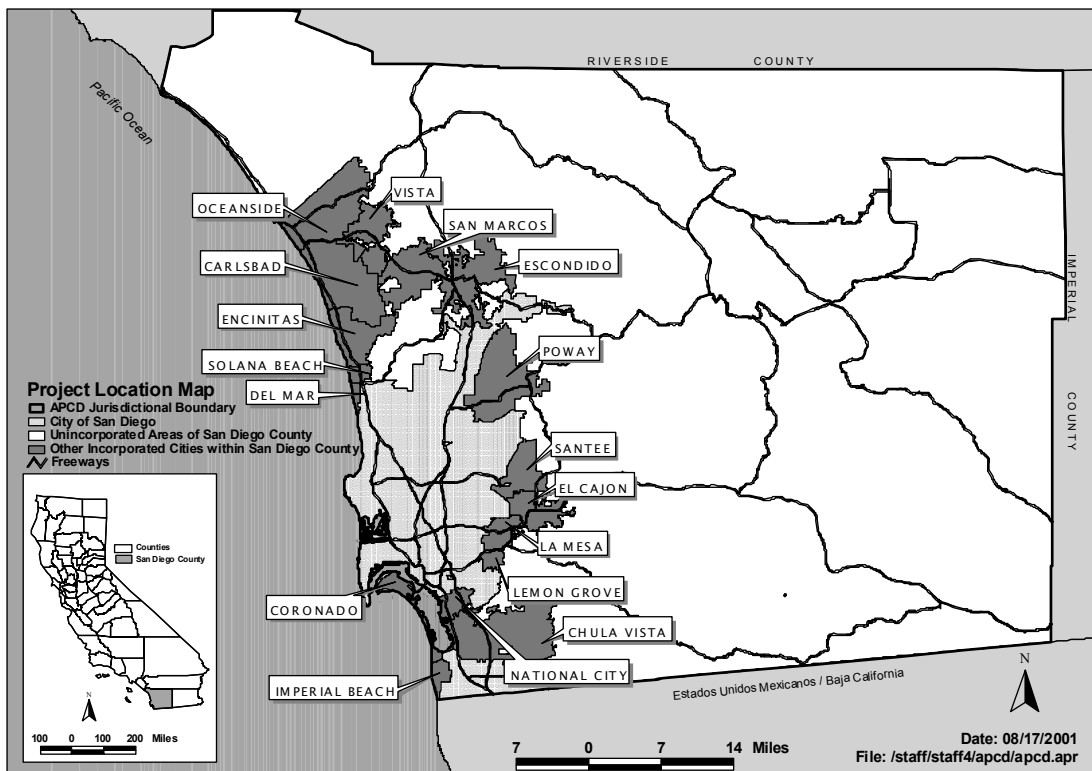 RIVERSIDE COUNTY
Pacific Ocean
VISTA
OCEANSIDE
SAN MARCOS
CARLSBAD
ESCONDIDO
IMPERIAL COUNTY
ENCINITAS
POWAY
SOLANA BEACH
DEL MAR
Project Location Map
APCD Jurisdictional Boundary
City of San Diego
Unincorporated Areas of San Diego County
Other Incorporated Cities within San Diego County
Freeways
SANTEE
EL CAJON
LA MESA
LEMON GROVE
CORONADO
CHULA VISTA
NATIONAL CITY
IMPERIAL BEACH
Counties
San Diego County
N
100 0 100 200 Miles
Estados Unidos Mexicanos / Baja California
N
7 0 7 14 Miles
Date: 08/17/2001
File: /staff/staff4/apcd/apcd.apr